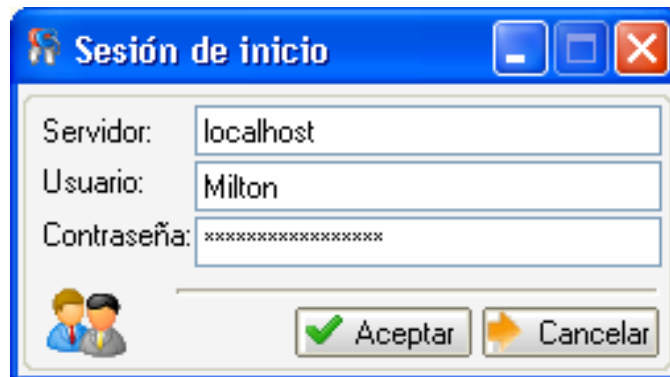 Sesión de inicio
Servidor: localhost
Usuario: Milton
Contraseña: *****************
Aceptar Cancelar